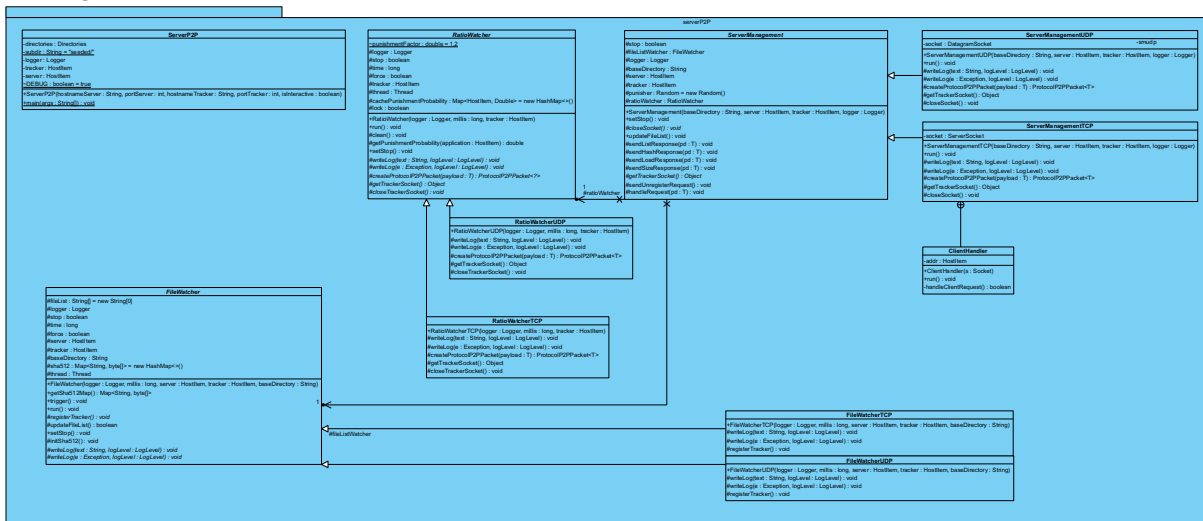 serverP2P
ServerP2P
-directories : Directories
-subdir : String = "seeded/"
-logger : Logger
-tracker : HostItem
-server : HostItem
~DEBUG : boolean = true
+ServerP2P(hostnameServer : String, portServer : int, hostnameTracker : String, portTracker : int, isInteractive : boolean)
+main(args : String[]) : void
RatioWatcher
~punishmentFactor : double = 1.2
#logger : Logger
#stop : boolean
#time : long
#force : boolean
#tracker : HostItem
#thread : Thread
-cachePunishmentProbability : Map<HostItem, Double> = new HashMap<>()
#lock : boolean
+RatioWatcher(logger : Logger, millis : long, tracker : HostItem)
+run() : void
#clean() : void
#getPunishmentProbability(application : HostItem) : double
+setStop() : void
#writeLog(text : String, logLevel : LogLevel) : void
#writeLog(e : Exception, logLevel : LogLevel) : void
#createProtocolP2PPacket(payload : T) : ProtocolP2PPacket<?>
#getTrackerSocket() : Object
#closeTrackerSocket() : void
ServerManagement
#stop : boolean
#fileListWatcher : FileWatcher
#logger : Logger
#baseDirectory : String
#server : HostItem
#tracker : HostItem
#punisher : Random = new Random()
#ratioWatcher : RatioWatcher
+ServerManagement(baseDirectory : String, server : HostItem, tracker : HostItem, logger : Logger)
+setStop() : void
#closeSocket() : void
+updateFileList() : void
#sendListResponse(pd : T) : void
#sendHashResponse(pd : T) : void
#sendLoadResponse(pd : T) : void
#sendSizeResponse(pd : T) : void
#getTrackerSocket() : Object
#sendUnregisterRequest() : void
#handleRequest(pd : T) : void
ServerManagementUDP
-socket : DatagramSocket
-emudp
+ServerManagementUDP(baseDirectory : String, server : HostItem, tracker : HostItem, logger : Logger)
+run() : void
#writeLog(text : String, logLevel : LogLevel) : void
#writeLog(e : Exception, logLevel : LogLevel) : void
#createProtocolP2PPacket(payload : T) : ProtocolP2PPacket<T>
#getTrackerSocket() : Object
#closeSocket() : void
ServerManagementTCP
-socket : ServerSocket
+ServerManagementTCP(baseDirectory : String, server : HostItem, tracker : HostItem, logger : Logger)
+run() : void
#writeLog(text : String, logLevel : LogLevel) : void
#writeLog(e : Exception, logLevel : LogLevel) : void
#createProtocolP2PPacket(payload : T) : ProtocolP2PPacket<T>
#getTrackerSocket() : Object
#closeSocket() : void
1
#ratioWatcher
RatioWatcherUDP
+RatioWatcherUDP(logger : Logger, millis : long, tracker : HostItem)
#writeLog(text : String, logLevel : LogLevel) : void
#writeLog(e : Exception, logLevel : LogLevel) : void
#createProtocolP2PPacket(payload : T) : ProtocolP2PPacket<T>
#getTrackerSocket() : Object
#closeTrackerSocket() : void
ClientHandler
-addr : HostItem
+ClientHandler(s : Socket)
+run() : void
-handleClientRequest() : boolean
FileWatcher
#fileList : String[] = new String[0]
#logger : Logger
#stop : boolean
#time : long
#force : boolean
#server : HostItem
#tracker : HostItem
#baseDirectory : String
#sha512 : Map<String, byte[]> = new HashMap<>()
#thread : Thread
+FileWatcher(logger : Logger, millis : long, server : HostItem, tracker : HostItem, baseDirectory : String)
+getSha512Map() : Map<String, byte[]>
+trigger() : void
+run() : void
#registerTracker() : void
#updateFileList() : boolean
+setStop() : void
#initSha512() : void
#writeLog(text : String, logLevel : LogLevel) : void
#writeLog(e : Exception, logLevel : LogLevel) : void
RatioWatcherTCP
+RatioWatcherTCP(logger : Logger, millis : long, tracker : HostItem)
#writeLog(text : String, logLevel : LogLevel) : void
#writeLog(e : Exception, logLevel : LogLevel) : void
#createProtocolP2PPacket(payload : T) : ProtocolP2PPacket<T>
#getTrackerSocket() : Object
#closeTrackerSocket() : void
1
#fileListWatcher
FileWatcherTCP
+FileWatcherTCP(logger : Logger, millis : long, server : HostItem, tracker : HostItem, baseDirectory : String)
#writeLog(text : String, logLevel : LogLevel) : void
#writeLog(e : Exception, logLevel : LogLevel) : void
#registerTracker() : void
FileWatcherUDP
+FileWatcherUDP(logger : Logger, millis : long, server : HostItem, tracker : HostItem, baseDirectory : String)
#writeLog(text : String, logLevel : LogLevel) : void
#writeLog(e : Exception, logLevel : LogLevel) : void
#registerTracker() : void